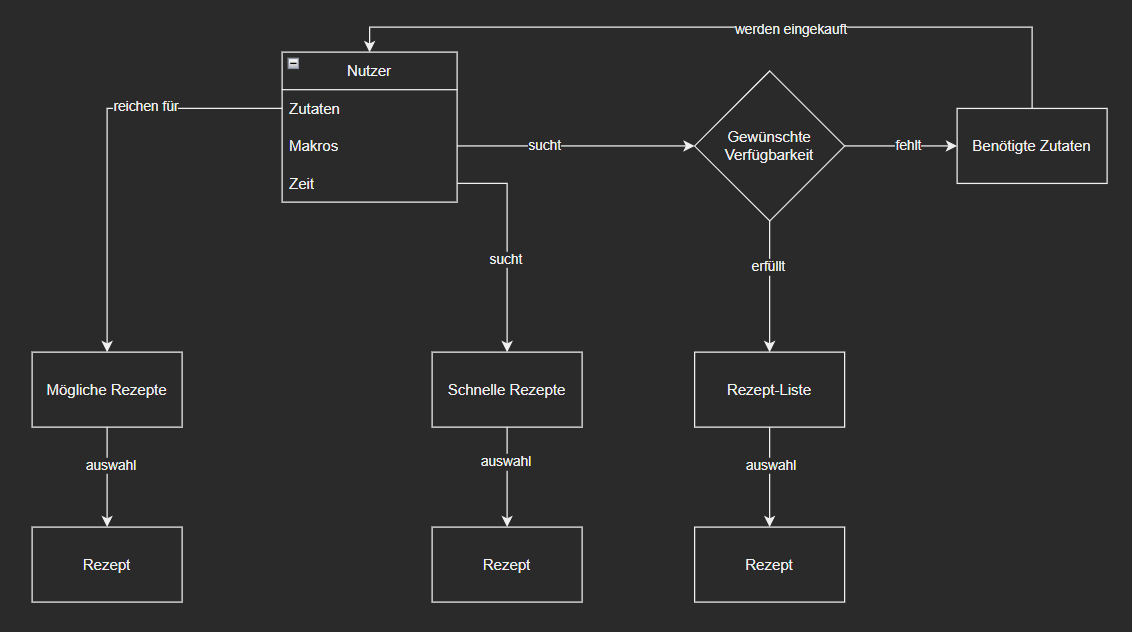 werden eingekauft
Nutzer
reichen für
Zutaten
Makros
Zeit
sucht
Gewünschte
Verfügbarkeit
fehlt
Benötigte Zutaten
sucht
erfüllt
Mögliche Rezepte
Schnelle Rezepte
Rezept-Liste
auswahl
auswahl
auswahl
Rezept
Rezept
Rezept